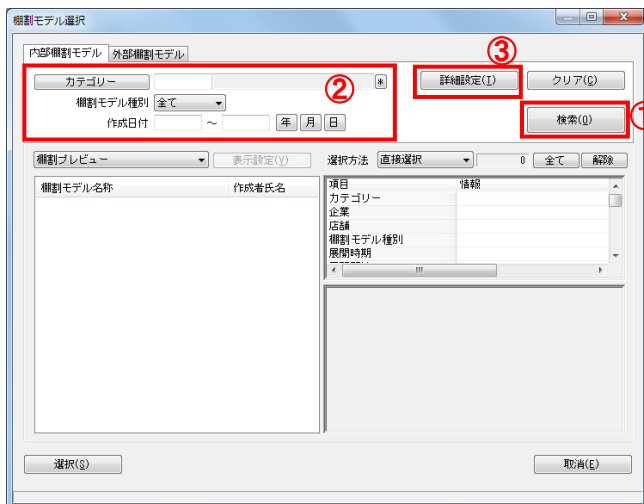 棚割モデル選択
内部棚割モデル 外部棚割モデル
③
カテゴリー * ② 詳細設定(I) クリア(C)
棚割モデル種別 全て
作成日付 ～ 年 月 日 検索(Q)
棚割プレビュー 表示設定(V) 選択方法 直接選択 0 全て 解除
棚割モデル名称 作成者氏名 項目 情報
カテゴリー
企業
店舗
棚割モデル種別
展開時期
選択(S) 取消(E)